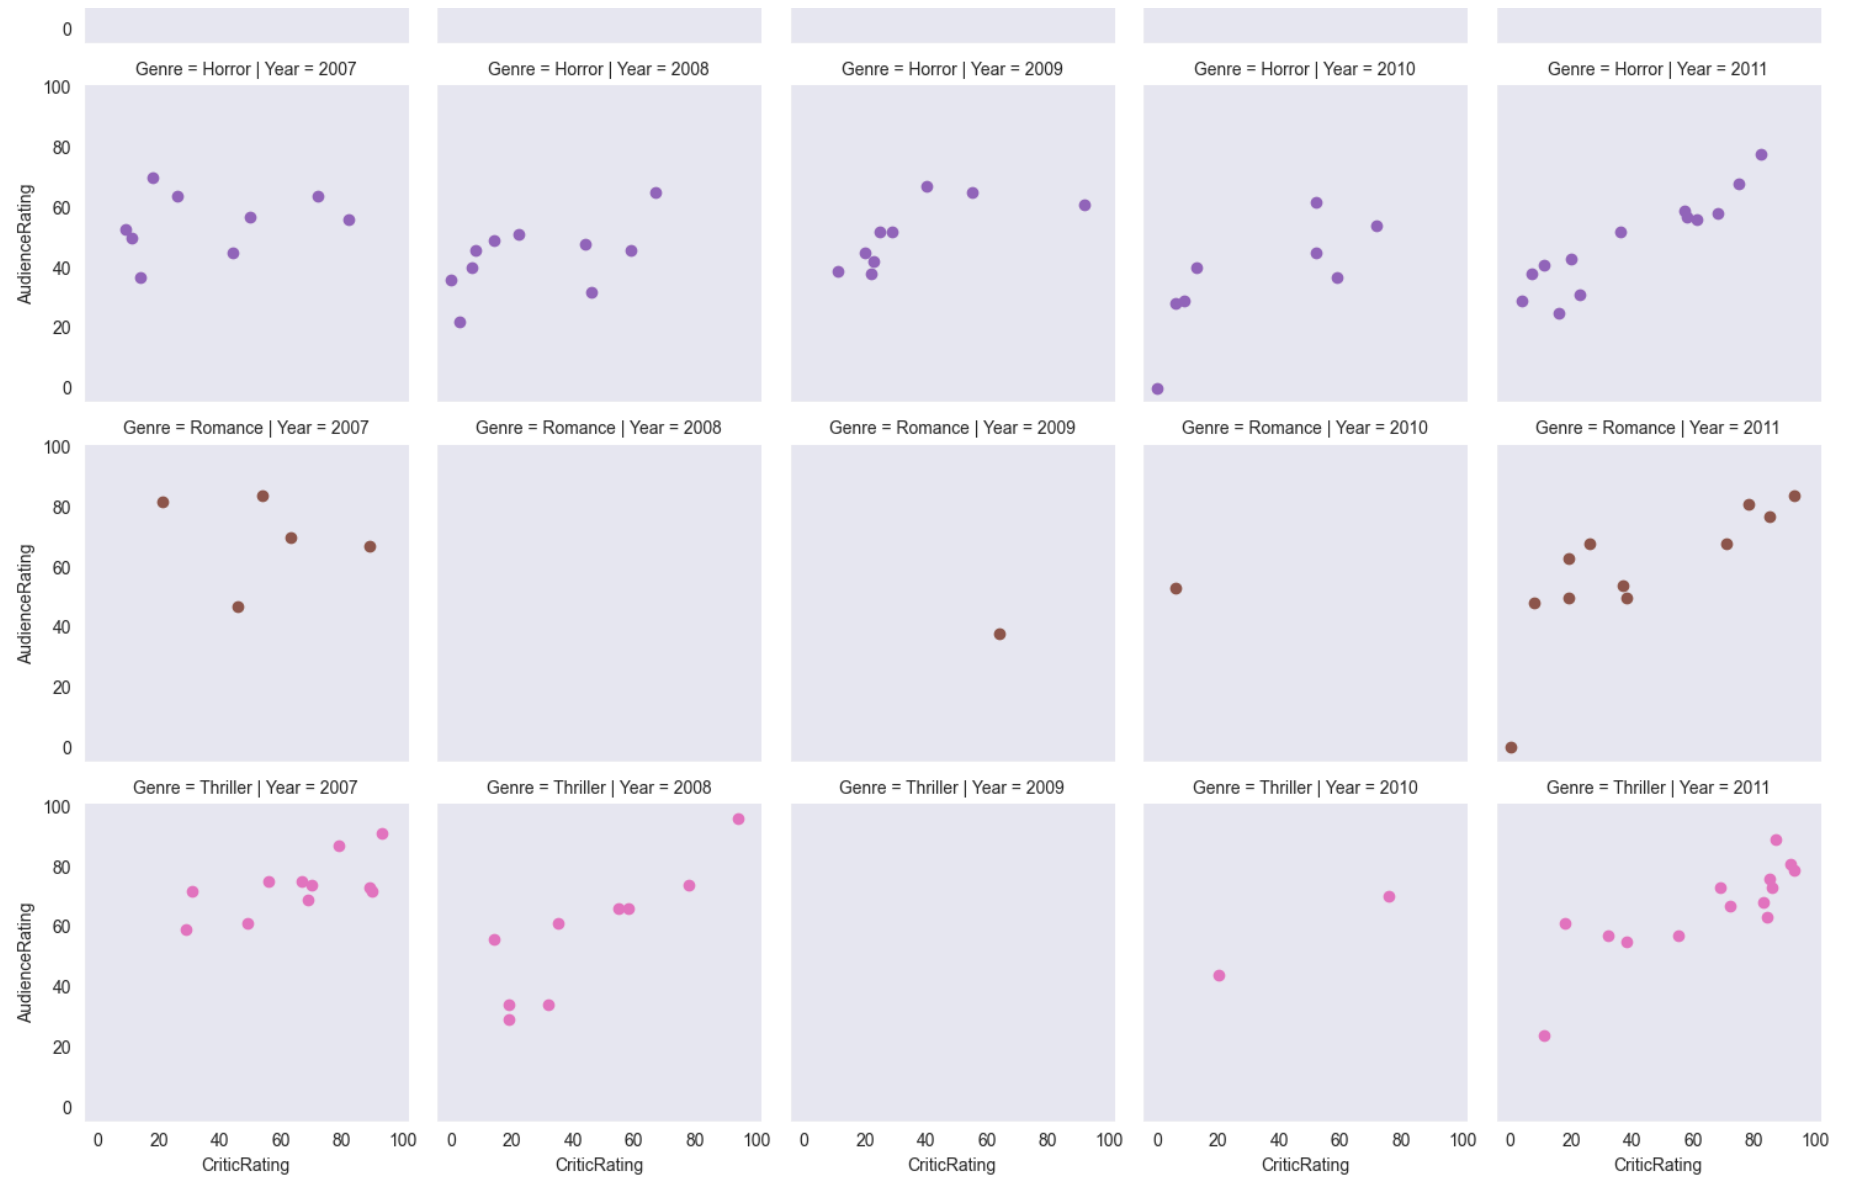 0
Genre = Horror | Year = 2007 Genre = Horror | Year = 2008 Genre = Horror | Year = 2009 Genre = Horror | Year = 2010 Genre = Horror | Year = 2011
100
80
60
40
20
0
AudienceRating
Genre = Romance | Year = 2007 Genre = Romance | Year = 2008 Genre = Romance | Year = 2009 Genre = Romance | Year = 2010 Genre = Romance | Year = 2011
100
80
60
40
20
0
AudienceRating
Genre = Thriller | Year = 2007 Genre = Thriller | Year = 2008 Genre = Thriller | Year = 2009 Genre = Thriller | Year = 2010 Genre = Thriller | Year = 2011
100
80
60
40
20
0
AudienceRating
0 20 40 60 80 100 0 20 40 60 80 100 0 20 40 60 80 100 0 20 40 60 80 100 0 20 40 60 80 100
CriticRating CriticRating CriticRating CriticRating CriticRating